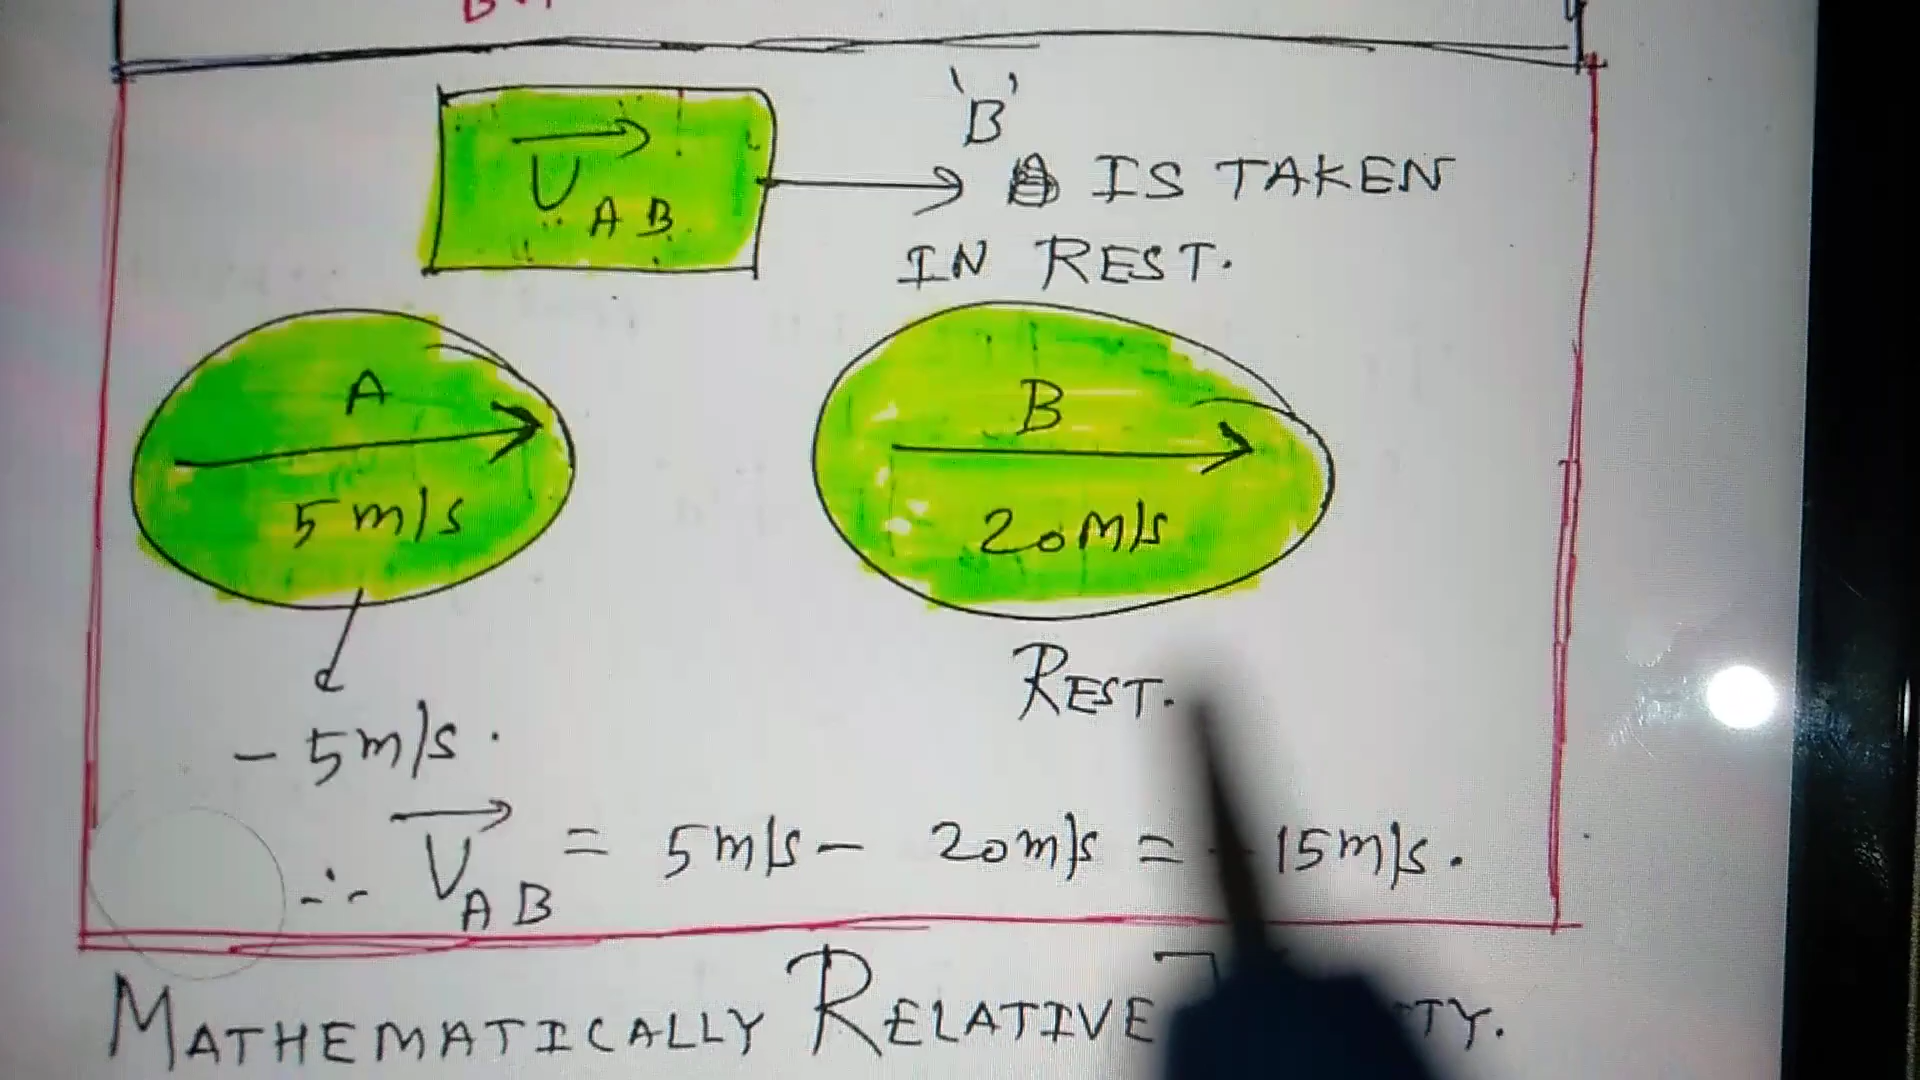 'B'
V AB → IS TAKEN
IN REST.
A
5 m/s
B
20 m/s
REST.
- 5 m/s.
∴ V AB = 5 m/s - 20 m/s = - 15 m/s.
MATHEMATICALLY RELATIVE